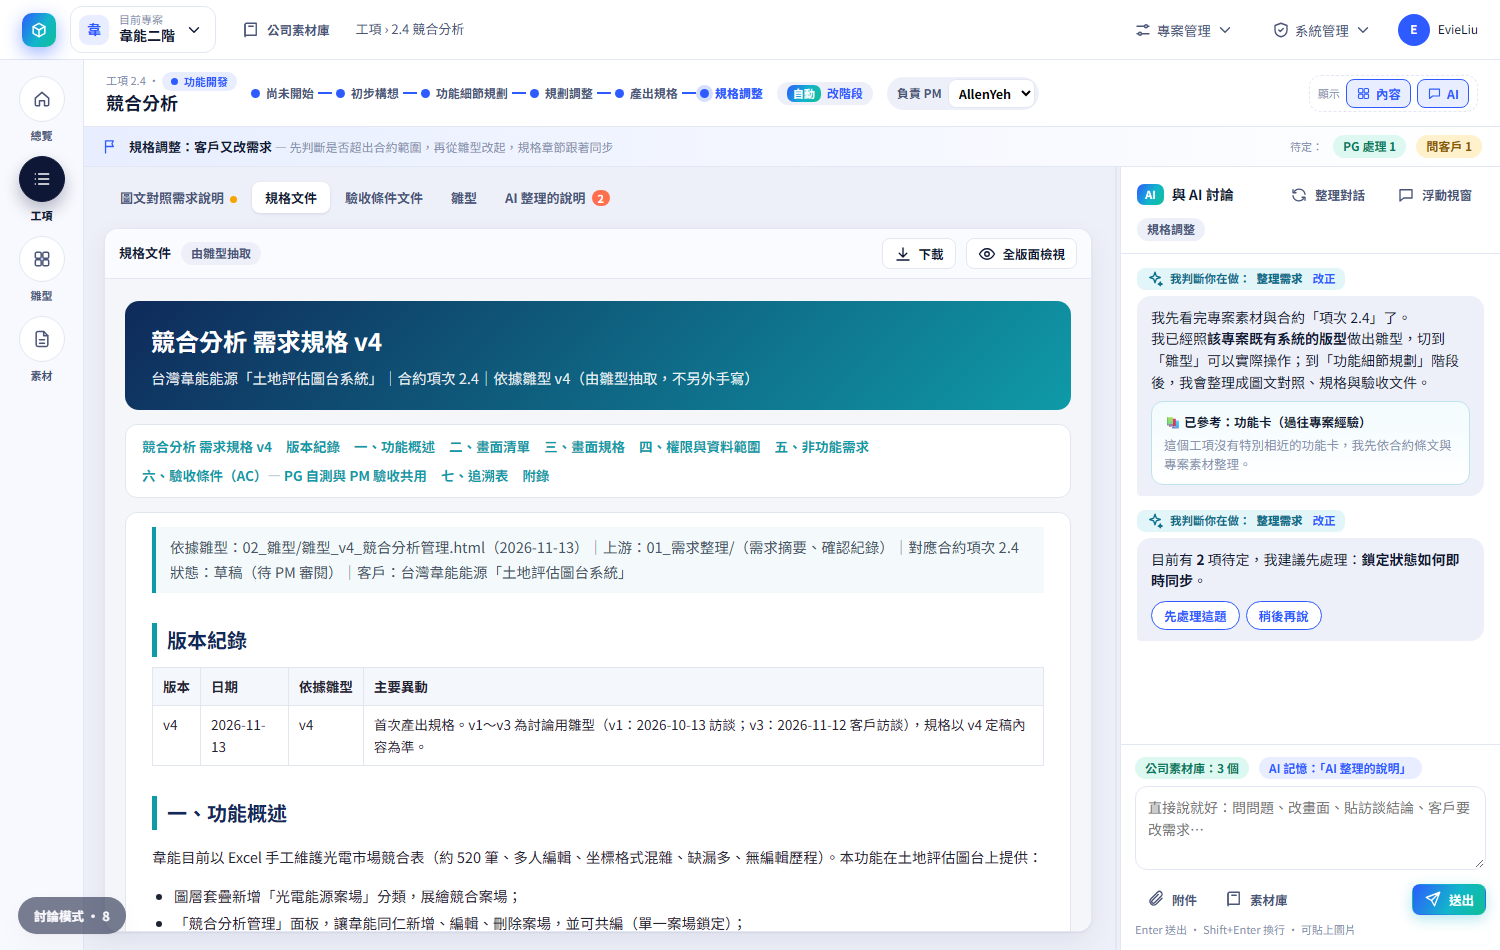 韋
目前專案
韋能二階
公司素材庫
工項 › 2.4 競合分析
專案管理
系統管理
E
EvieLiu
總覽
工項
雛型
素材
工項 2.4 •
功能開發
競合分析
尚未開始
初步構想
功能細節規劃
規劃調整
產出規格
規格調整
自動 改階段
負責 PM
AllenYeh
顯示
內容
AI
規格調整：客戶又改需求 — 先判斷是否超出合約範圍，再從雛型改起，規格章節跟著同步
待定：
PG 處理 1
問客戶 1
圖文對照需求說明
規格文件
驗收條件文件
雛型
AI 整理的說明 2
規格文件
由雛型抽取
下載
全版面檢視
競合分析 需求規格 v4
台灣韋能能源「土地評估圖台系統」｜合約項次 2.4｜依據雛型 v4（由雛型抽取，不另外手寫）
競合分析 需求規格 v4 版本紀錄 一、功能概述 二、畫面清單 三、畫面規格 四、權限與資料範圍 五、非功能需求
六、驗收條件（AC）— PG 自測與 PM 驗收共用 七、追溯表 附錄
依據雛型：02_雛型/雛型_v4_競合分析管理.html（2026-11-13）｜上游：01_需求整理/（需求摘要、確認紀錄）｜對應合約項次 2.4
狀態：草稿（待 PM 審閱）｜客戶：台灣韋能能源「土地評估圖台系統」
版本紀錄
版本 日期 依據雛型 主要異動
v4 2026-11-13 v4 首次產出規格。v1～v3 為討論用雛型（v1：2026-10-13 訪談；v3：2026-11-12 客戶訪談），規格以 v4 定稿內
容為準。
一、功能概述
韋能目前以 Excel 手工維護光電市場競合表（約 520 筆、多人編輯、坐標格式混雜、缺漏多、無編輯歷程）。本功能在土地評估圖台上提供：
圖層套疊新增「光電能源案場」分類，展繪競合案場；
「競合分析管理」面板，讓韋能同仁新增、編輯、刪除案場，並可共編（單一案場鎖定）；
討論模式 • 8
AI
與 AI 討論
整理對話
浮動視窗
規格調整
我判斷你在做： 整理需求 改正
我先看完專案素材與合約「項次 2.4」了。
我已經照該專案既有系統的版型做出雛型，切到
「雛型」可以實際操作；到「功能細節規劃」階段
後，我會整理成圖文對照、規格與驗收文件。
已參考：功能卡（過往專案經驗）
這個工項沒有特別相近的功能卡，我先依合約條文與
專案素材整理。
我判斷你在做： 整理需求 改正
目前有 2 項待定，我建議先處理：鎖定狀態如何即
時同步。
先處理這題
稍後再說
公司素材庫：3 個
AI 記憶：「AI 整理的說明」
直接說就好：問問題、改畫面、貼訪談結論、客戶要
改需求…
附件
素材庫
送出
Enter 送出 • Shift+Enter 換行 • 可貼上圖片